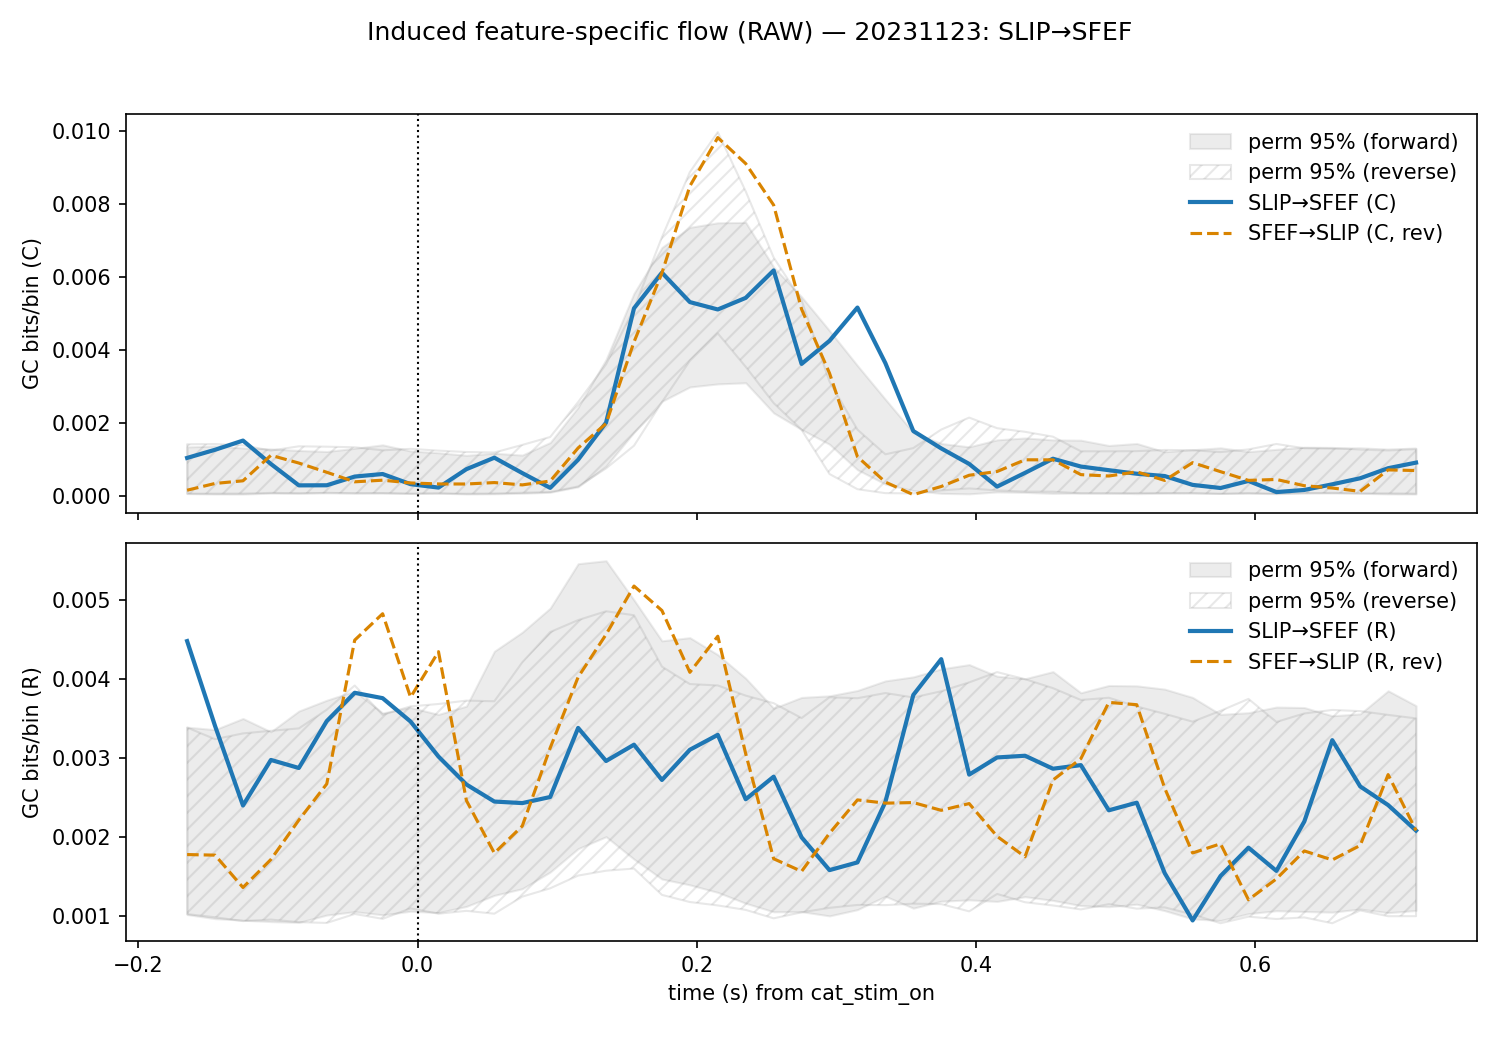 Induced feature-specific flow (RAW) — 20231123: SLIP→SFEF
GC bits/bin (C)
0.010
0.008
0.006
0.004
0.002
0.000
perm 95% (forward)
perm 95% (reverse)
SLIP→SFEF (C)
SFEF→SLIP (C, rev)
GC bits/bin (R)
0.005
0.004
0.003
0.002
0.001
perm 95% (forward)
perm 95% (reverse)
SLIP→SFEF (R)
SFEF→SLIP (R, rev)
−0.2 0.0 0.2 0.4 0.6
time (s) from cat_stim_on